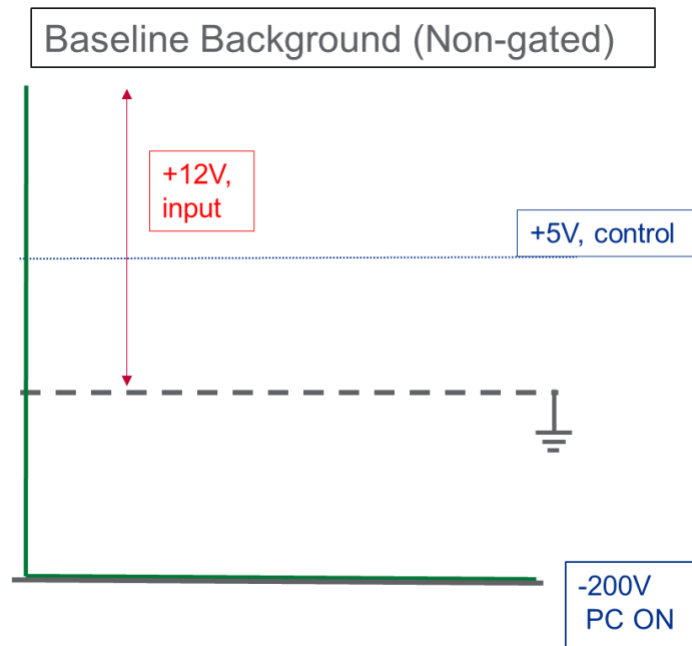 Baseline Background (Non-gated)
+12V,
input
+5V, control
-200V
PC ON